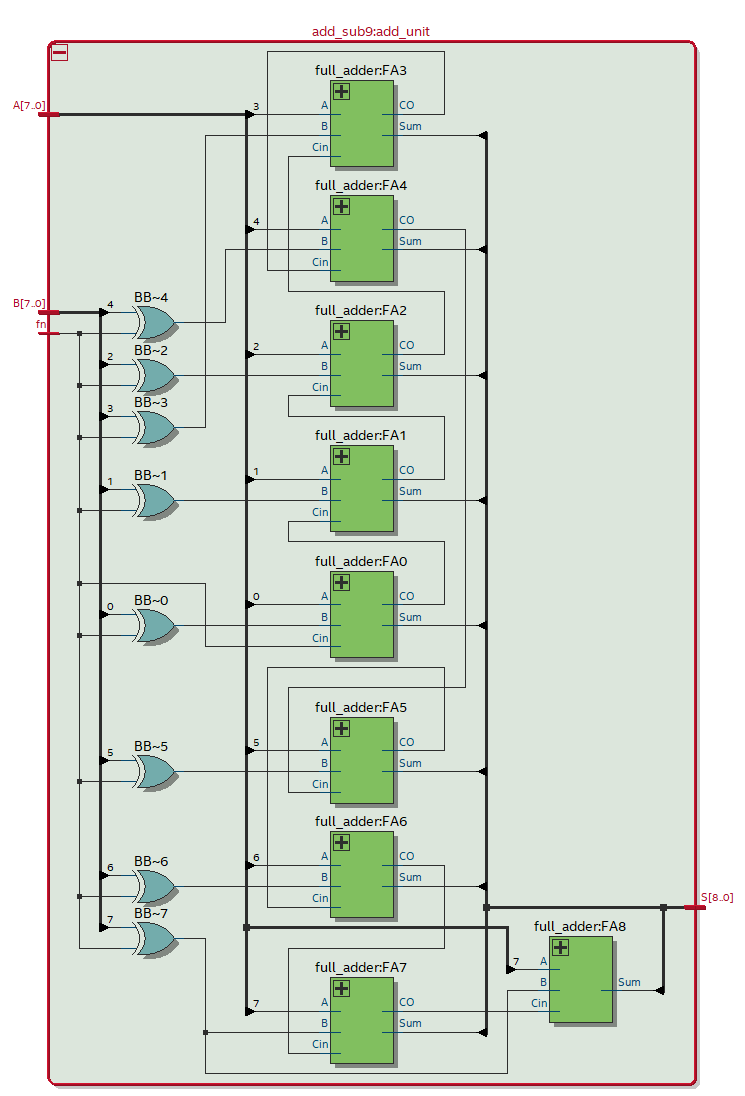 add_sub9:add_unit
full_adder:FA3
A[7..0]
3
A
CO
B
Sum
Cin
full_adder:FA4
4
A
CO
B
Sum
Cin
B[7..0]
4
BB~4
fn
full_adder:FA2
2
BB~2
2
A
CO
B
Sum
Cin
3
BB~3
full_adder:FA1
1
BB~1
1
A
CO
B
Sum
Cin
full_adder:FA0
0
BB~0
0
A
CO
B
Sum
Cin
full_adder:FA5
5
BB~5
5
A
CO
B
Sum
Cin
full_adder:FA6
6
BB~6
6
A
CO
B
Sum
Cin
S[8..0]
7
BB~7
full_adder:FA8
7
A
B
Sum
Cin
full_adder:FA7
7
A
CO
B
Sum
Cin